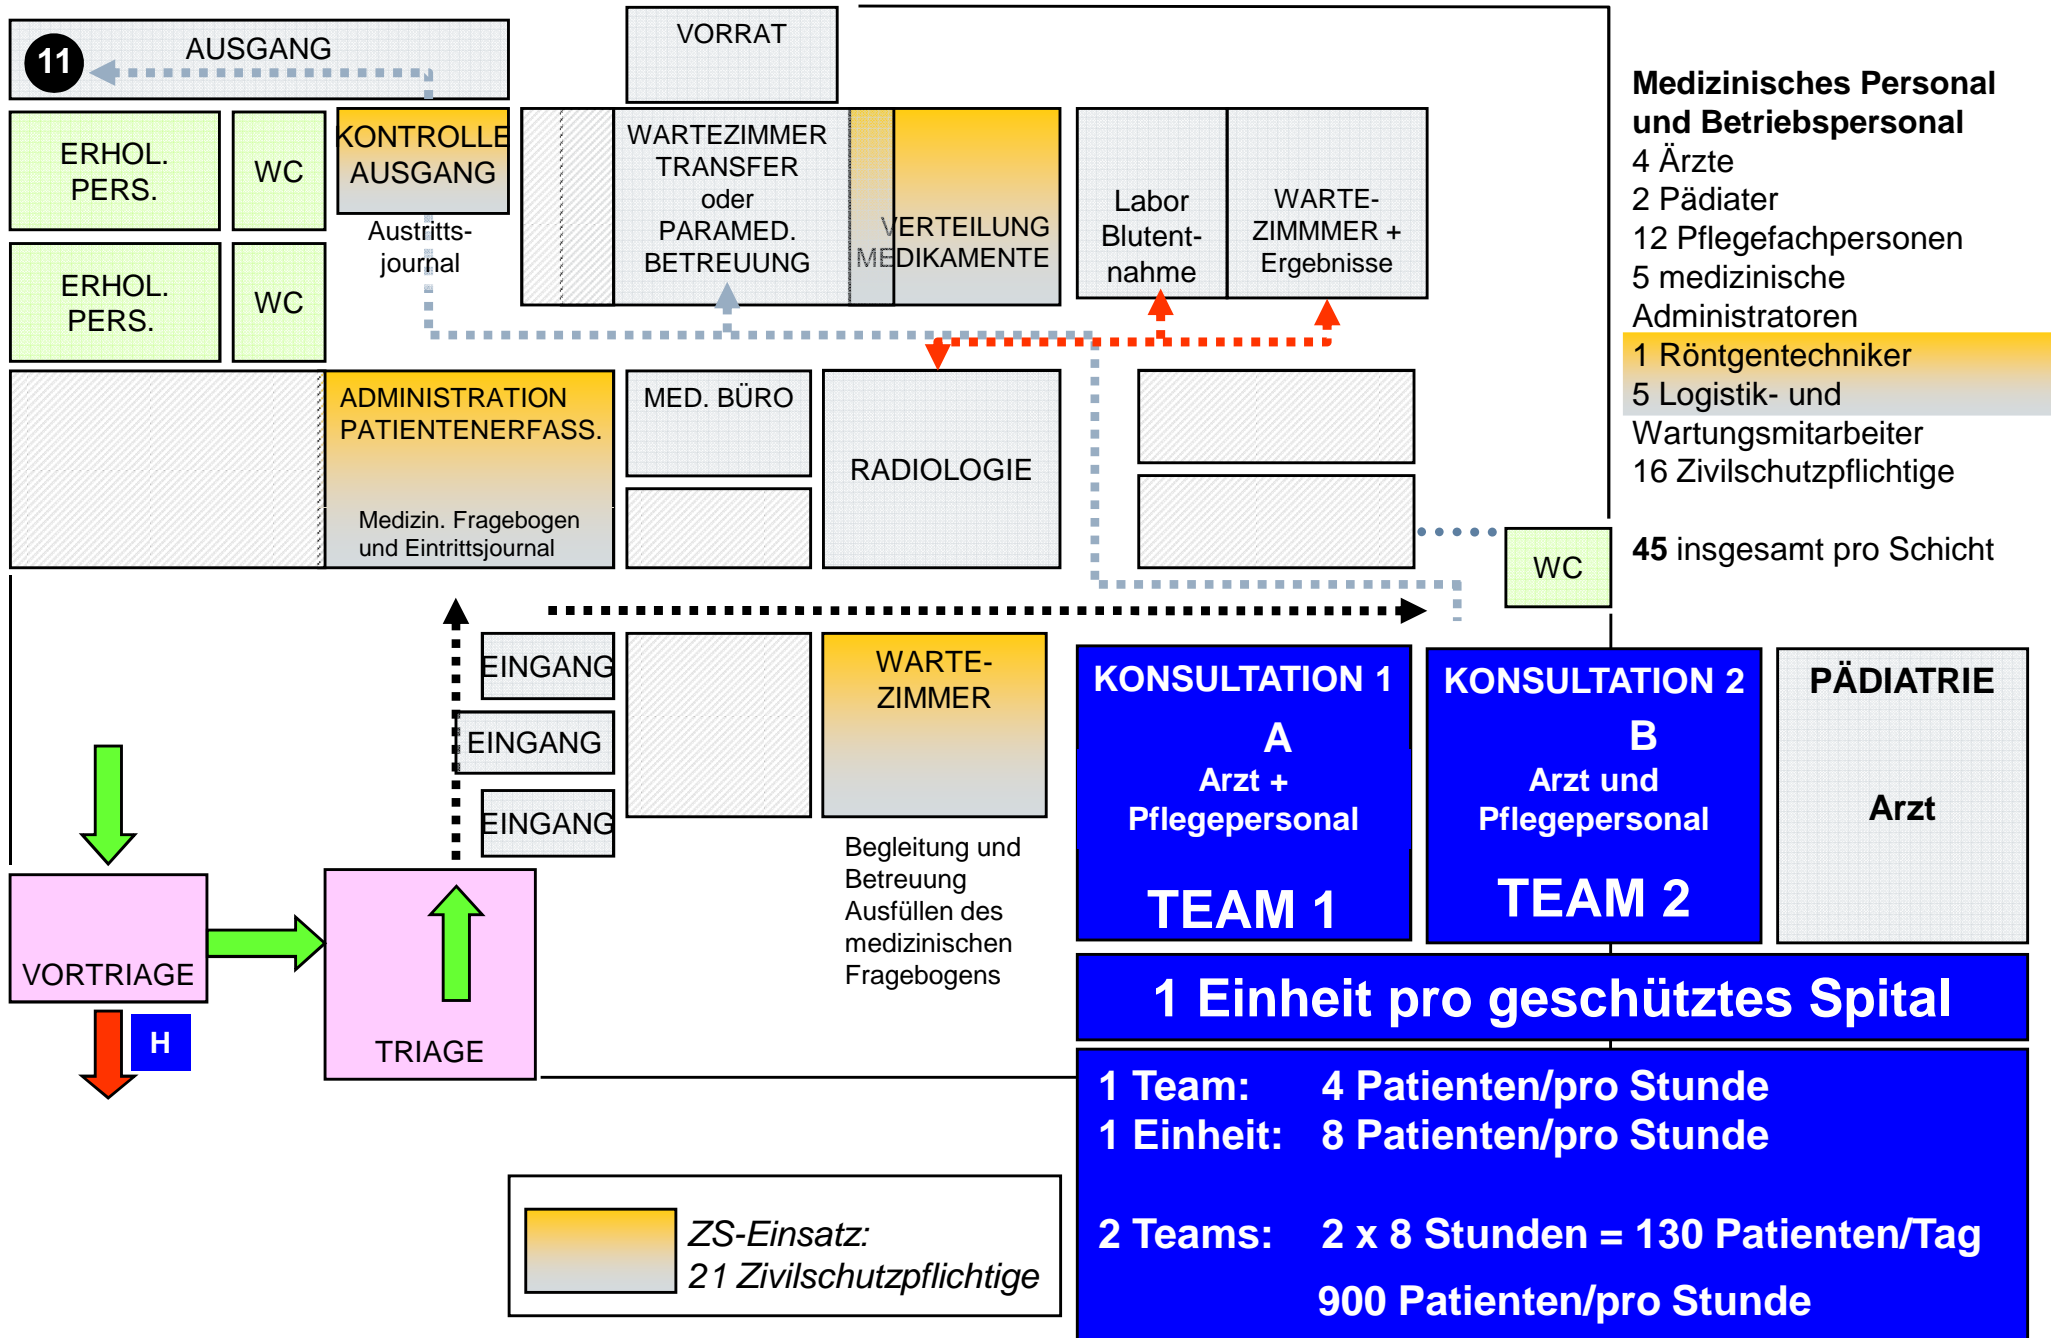 11
AUSGANG
VORRAT
ERHOL.
PERS.
WC
KONTROLLE
AUSGANG
Austritts-
journal
ERHOL.
PERS.
WC
WARTEZIMMER
TRANSFER
oder
PARAMED.
BETREUUNG
VERTEILUNG
MEDIKAMENTE
Labor
Blutent-
nahme
WARTE-
ZIMMMER +
Ergebnisse
Medizinisches Personal
und Betriebspersonal
4 Ärzte
2 Pädiater
12 Pflegefachpersonen
5 medizinische
Administratoren
1 Röntgentechniker
5 Logistik- und
Wartungsmitarbeiter
16 Zivilschutzpflichtige
45 insgesamt pro Schicht
ADMINISTRATION
PATIENTENERFASS.
Medizin. Fragebogen
und Eintrittsjournal
MED. BÜRO
RADIOLOGIE
WC
EINGANG
EINGANG
EINGANG
WARTE-
ZIMMER
Begleitung und
Betreuung
Ausfüllen des
medizinischen
Fragebogens
KONSULTATION 1
A
Arzt +
Pflegepersonal
TEAM 1
KONSULTATION 2
B
Arzt und
Pflegepersonal
TEAM 2
PÄDIATRIE
Arzt
VORTRIAGE
H
TRIAGE
1 Einheit pro geschütztes Spital
1 Team: 4 Patienten/pro Stunde
1 Einheit: 8 Patienten/pro Stunde
2 Teams: 2 x 8 Stunden = 130 Patienten/Tag
900 Patienten/pro Stunde
ZS-Einsatz:
21 Zivilschutzpflichtige